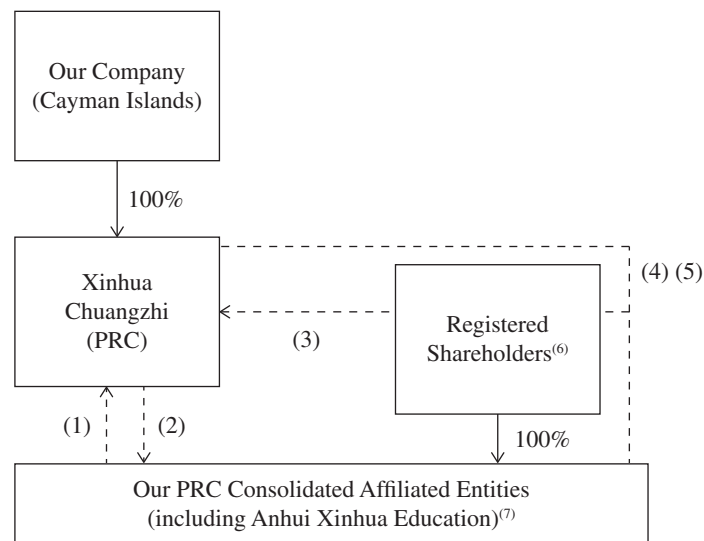 Our Company
(Cayman Islands)
100%
Xinhua
Chuangzhi
(PRC)
(4) (5)
(3)
Registered
Shareholders(6)
(1)
(2)
100%
Our PRC Consolidated Affiliated Entities
(including Anhui Xinhua Education)(7)